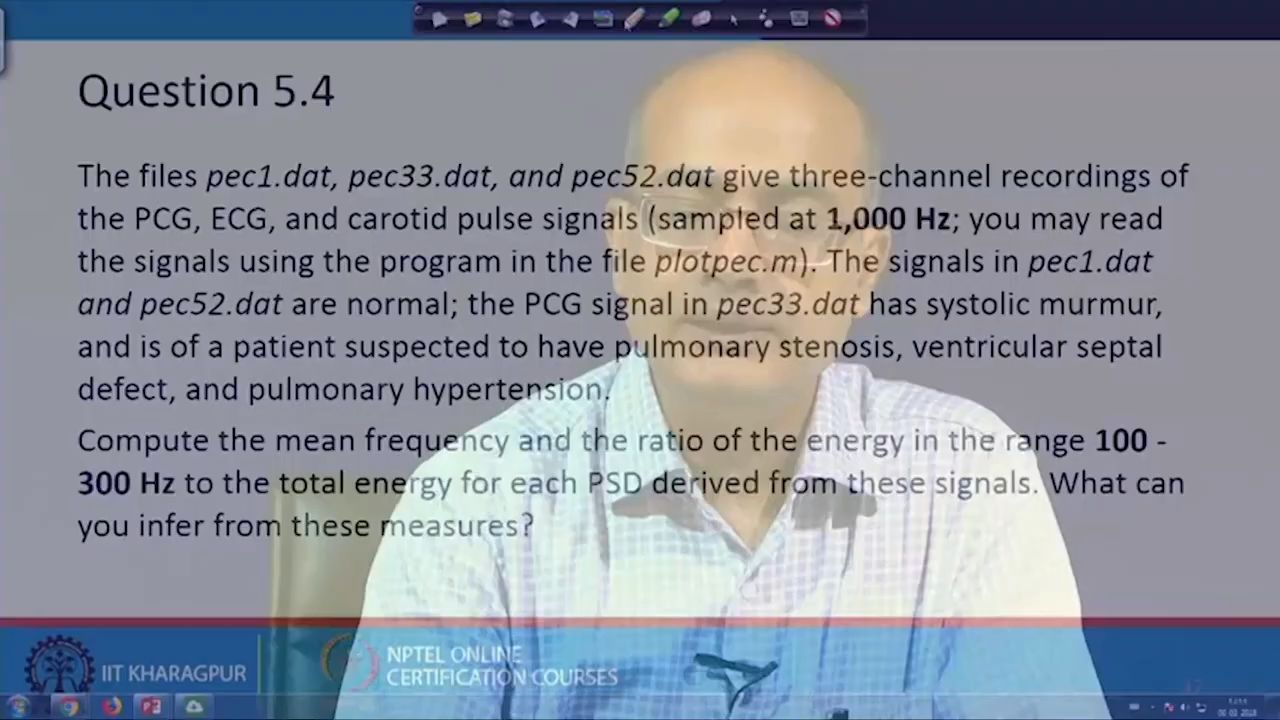 Question 5.4
The files pec1.dat, pec33.dat, and pec52.dat give three-channel recordings of
the PCG, ECG, and carotid pulse signals (sampled at 1,000 Hz; you may read
the signals using the program in the file plotpec.m). The signals in pec1.dat
and pec52.dat are normal; the PCG signal in pec33.dat has systolic murmur,
and is of a patient suspected to have pulmonary stenosis, ventricular septal
defect, and pulmonary hypertension.
Compute the mean frequency and the ratio of the energy in the range 100 -
300 Hz to the total energy for each PSD derived from these signals. What can
you infer from these measures?
IIT KHARAGPUR
NPTEL ONLINE
CERTIFICATION COURSES